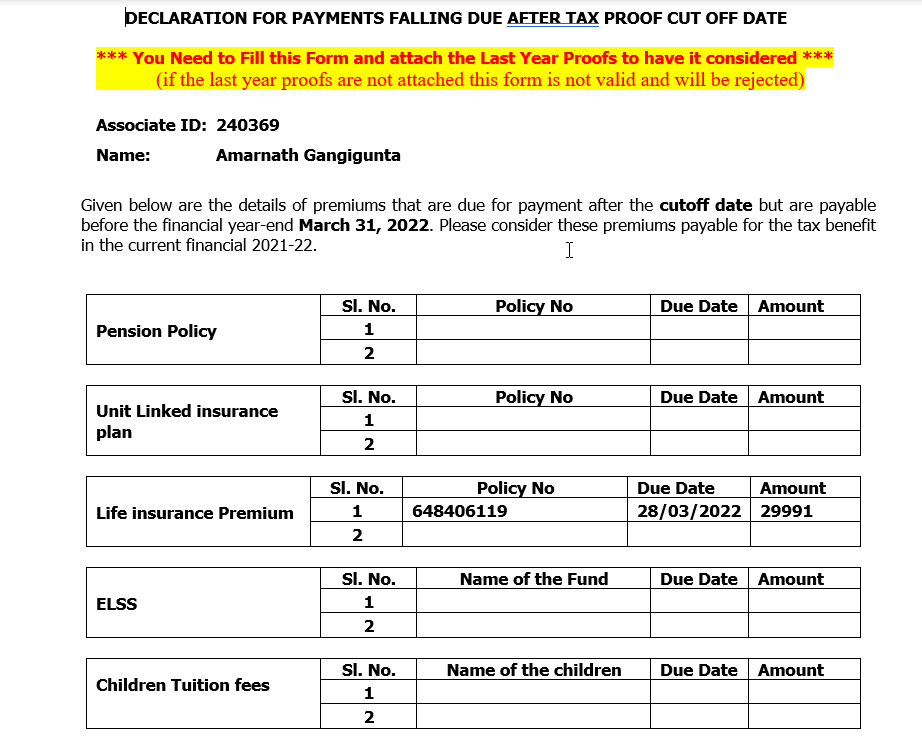 DECLARATION FOR PAYMENTS FALLING DUE AFTER TAX PROOF CUT OFF DATE
*** You Need to Fill this Form and attach the Last Year Proofs to have it considered ***
(if the last year proofs are not attached this form is not valid and will be rejected)
Associate ID: 240369
Name: Amarnath Gangigunta
Given below are the details of premiums that are due for payment after the cutoff date but are payable
before the financial year-end March 31, 2022. Please consider these premiums payable for the tax benefit
in the current financial 2021-22.
Pension Policy
Sl. No. Policy No Due Date Amount
1
2
Unit Linked insurance
plan
Sl. No. Policy No Due Date Amount
1
2
Life insurance Premium
Sl. No. Policy No Due Date Amount
1 648406119 28/03/2022 29991
2
ELSS
Sl. No. Name of the Fund Due Date Amount
1
2
Children Tuition fees
Sl. No. Name of the children Due Date Amount
1
2